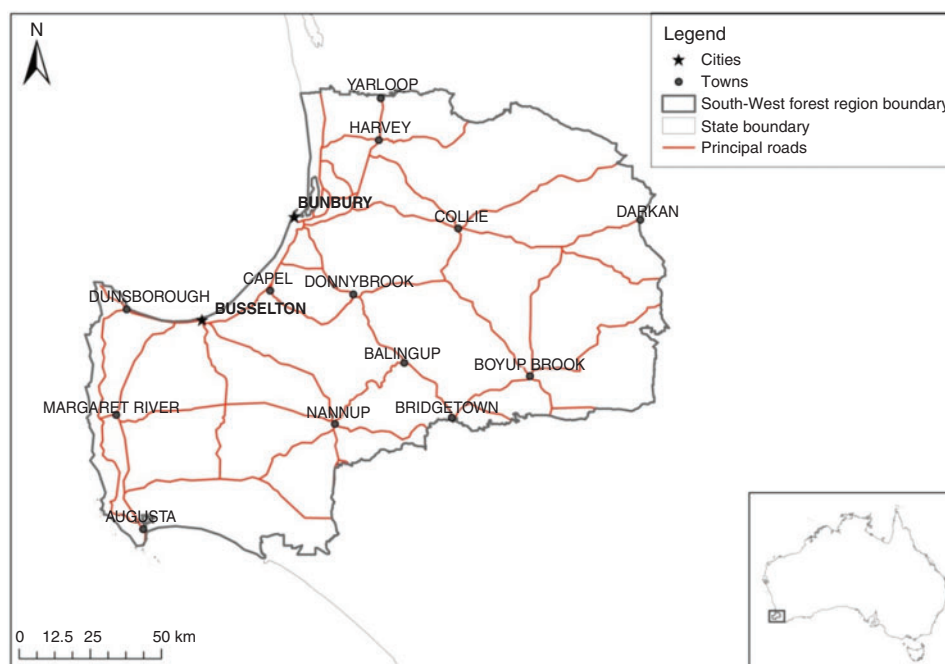 N
Legend
Cities
Towns
South-West forest region boundary
State boundary
Principal roads
YARLOOP
HARVEY
BUNBURY
COLLIE
DARKAN
CAPEL
DONNYBROOK
DUNSBOROUGH
BUSSELTON
BALINGUP
BOYUP BROOK
MARGARET RIVER
NANNUP
BRIDGETOWN
AUGUSTA
0 12.5 25 50 km